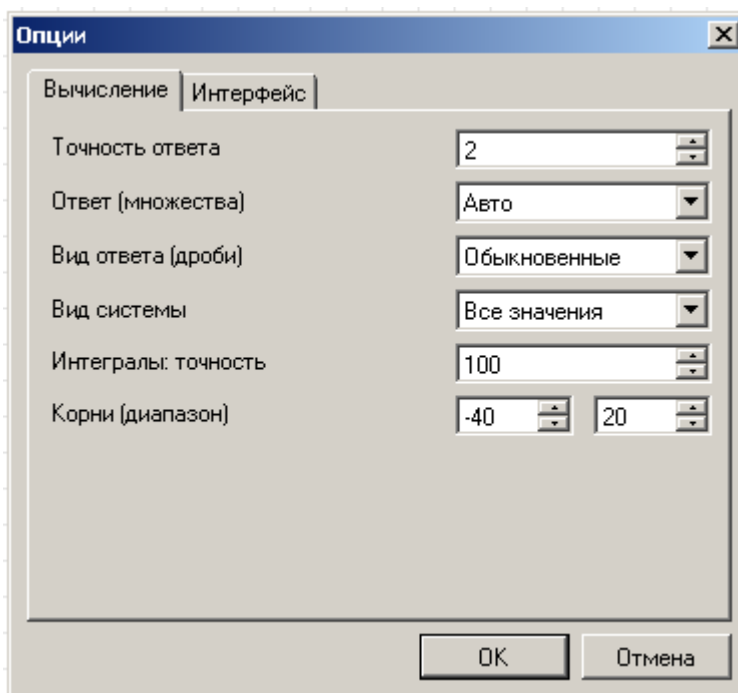 Опции
Вычисление Интерфейс
Точность ответа 2
Ответ (множества) Авто
Вид ответа (дроби) Обыкновенные
Вид системы Все значения
Интегралы: точность 100
Корни (диапазон) -40 20
OK Отмена